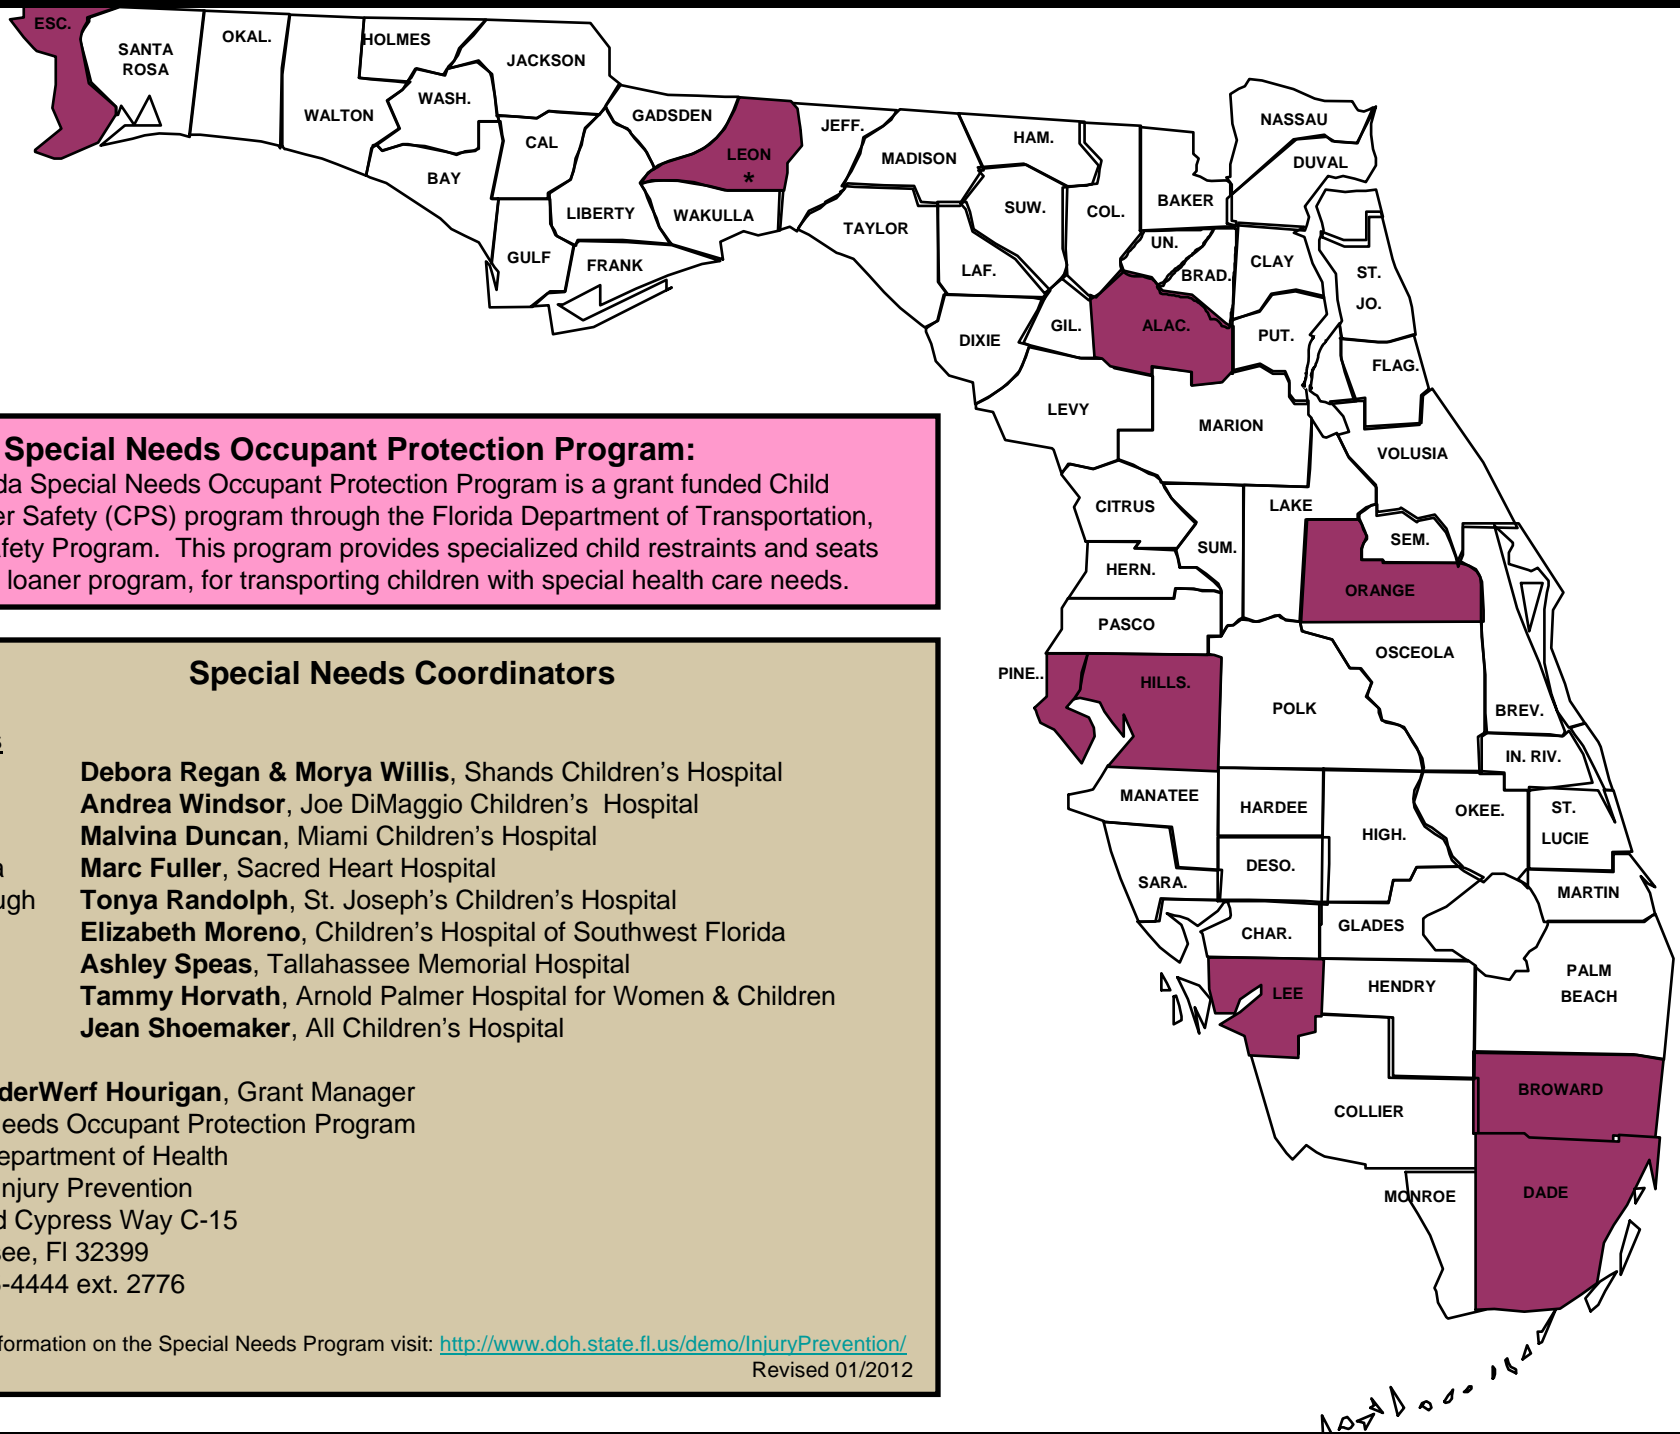 ESC.
SANTA
ROSA
OKAL.
WALTON
HOLMES
WASH.
JACKSON
BAY
CAL
GULF
GADSDEN
LIBERTY
FRANK
LEON
*
WAKULLA
JEFF.
MADISON
TAYLOR
HAM.
SUW.
LAF.
DIXIE
COL.
BAKER
NASSAU
DUVAL
UN.
BRAD.
CLAY
ST.
JO.
GIL.
ALAC.
PUT.
FLAG.
LEVY
MARION
VOLUSIA
CITRUS
LAKE
SUM.
SEM.
HERN.
ORANGE
PASCO
OSCEOLA
PINE..
HILLS.
POLK
BREV.
IN. RIV.
MANATEE
HARDEE
HIGH.
OKEE.
ST.
LUCIE
SARA.
DESO.
MARTIN
CHAR.
GLADES
LEE
HENDRY
PALM
BEACH
COLLIER
BROWARD
MONROE
DADE
Special Needs Occupant Protection Program:
da Special Needs Occupant Protection Program is a grant funded Child
er Safety (CPS) program through the Florida Department of Transportation,
afety Program. This program provides specialized child restraints and seats
loaner program, for transporting children with special health care needs.
Special Needs Coordinators
s
Debora Regan & Morya Willis, Shands Children's Hospital
Andrea Windsor, Joe DiMaggio Children's Hospital
Malvina Duncan, Miami Children's Hospital
a Marc Fuller, Sacred Heart Hospital
ugh Tonya Randolph, St. Joseph's Children's Hospital
Elizabeth Moreno, Children's Hospital of Southwest Florida
Ashley Speas, Tallahassee Memorial Hospital
Tammy Horvath, Arnold Palmer Hospital for Women & Children
Jean Shoemaker, All Children's Hospital
derWerf Hourigan, Grant Manager
eeds Occupant Protection Program
epartment of Health
njury Prevention
d Cypress Way C-15
see, Fl 32399
-4444 ext. 2776
formation on the Special Needs Program visit: http://www.doh.state.fl.us/demo/InjuryPrevention/
Revised 01/2012